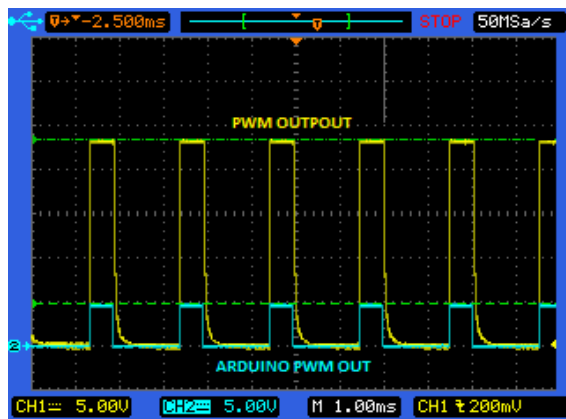 -2.500ms STOP 50MSa/s
T
PWM OUTPOUT
2
ARDUINO PWM OUT
CH1 5.00V CH2 5.00V M 1.00ms CH1 200mV